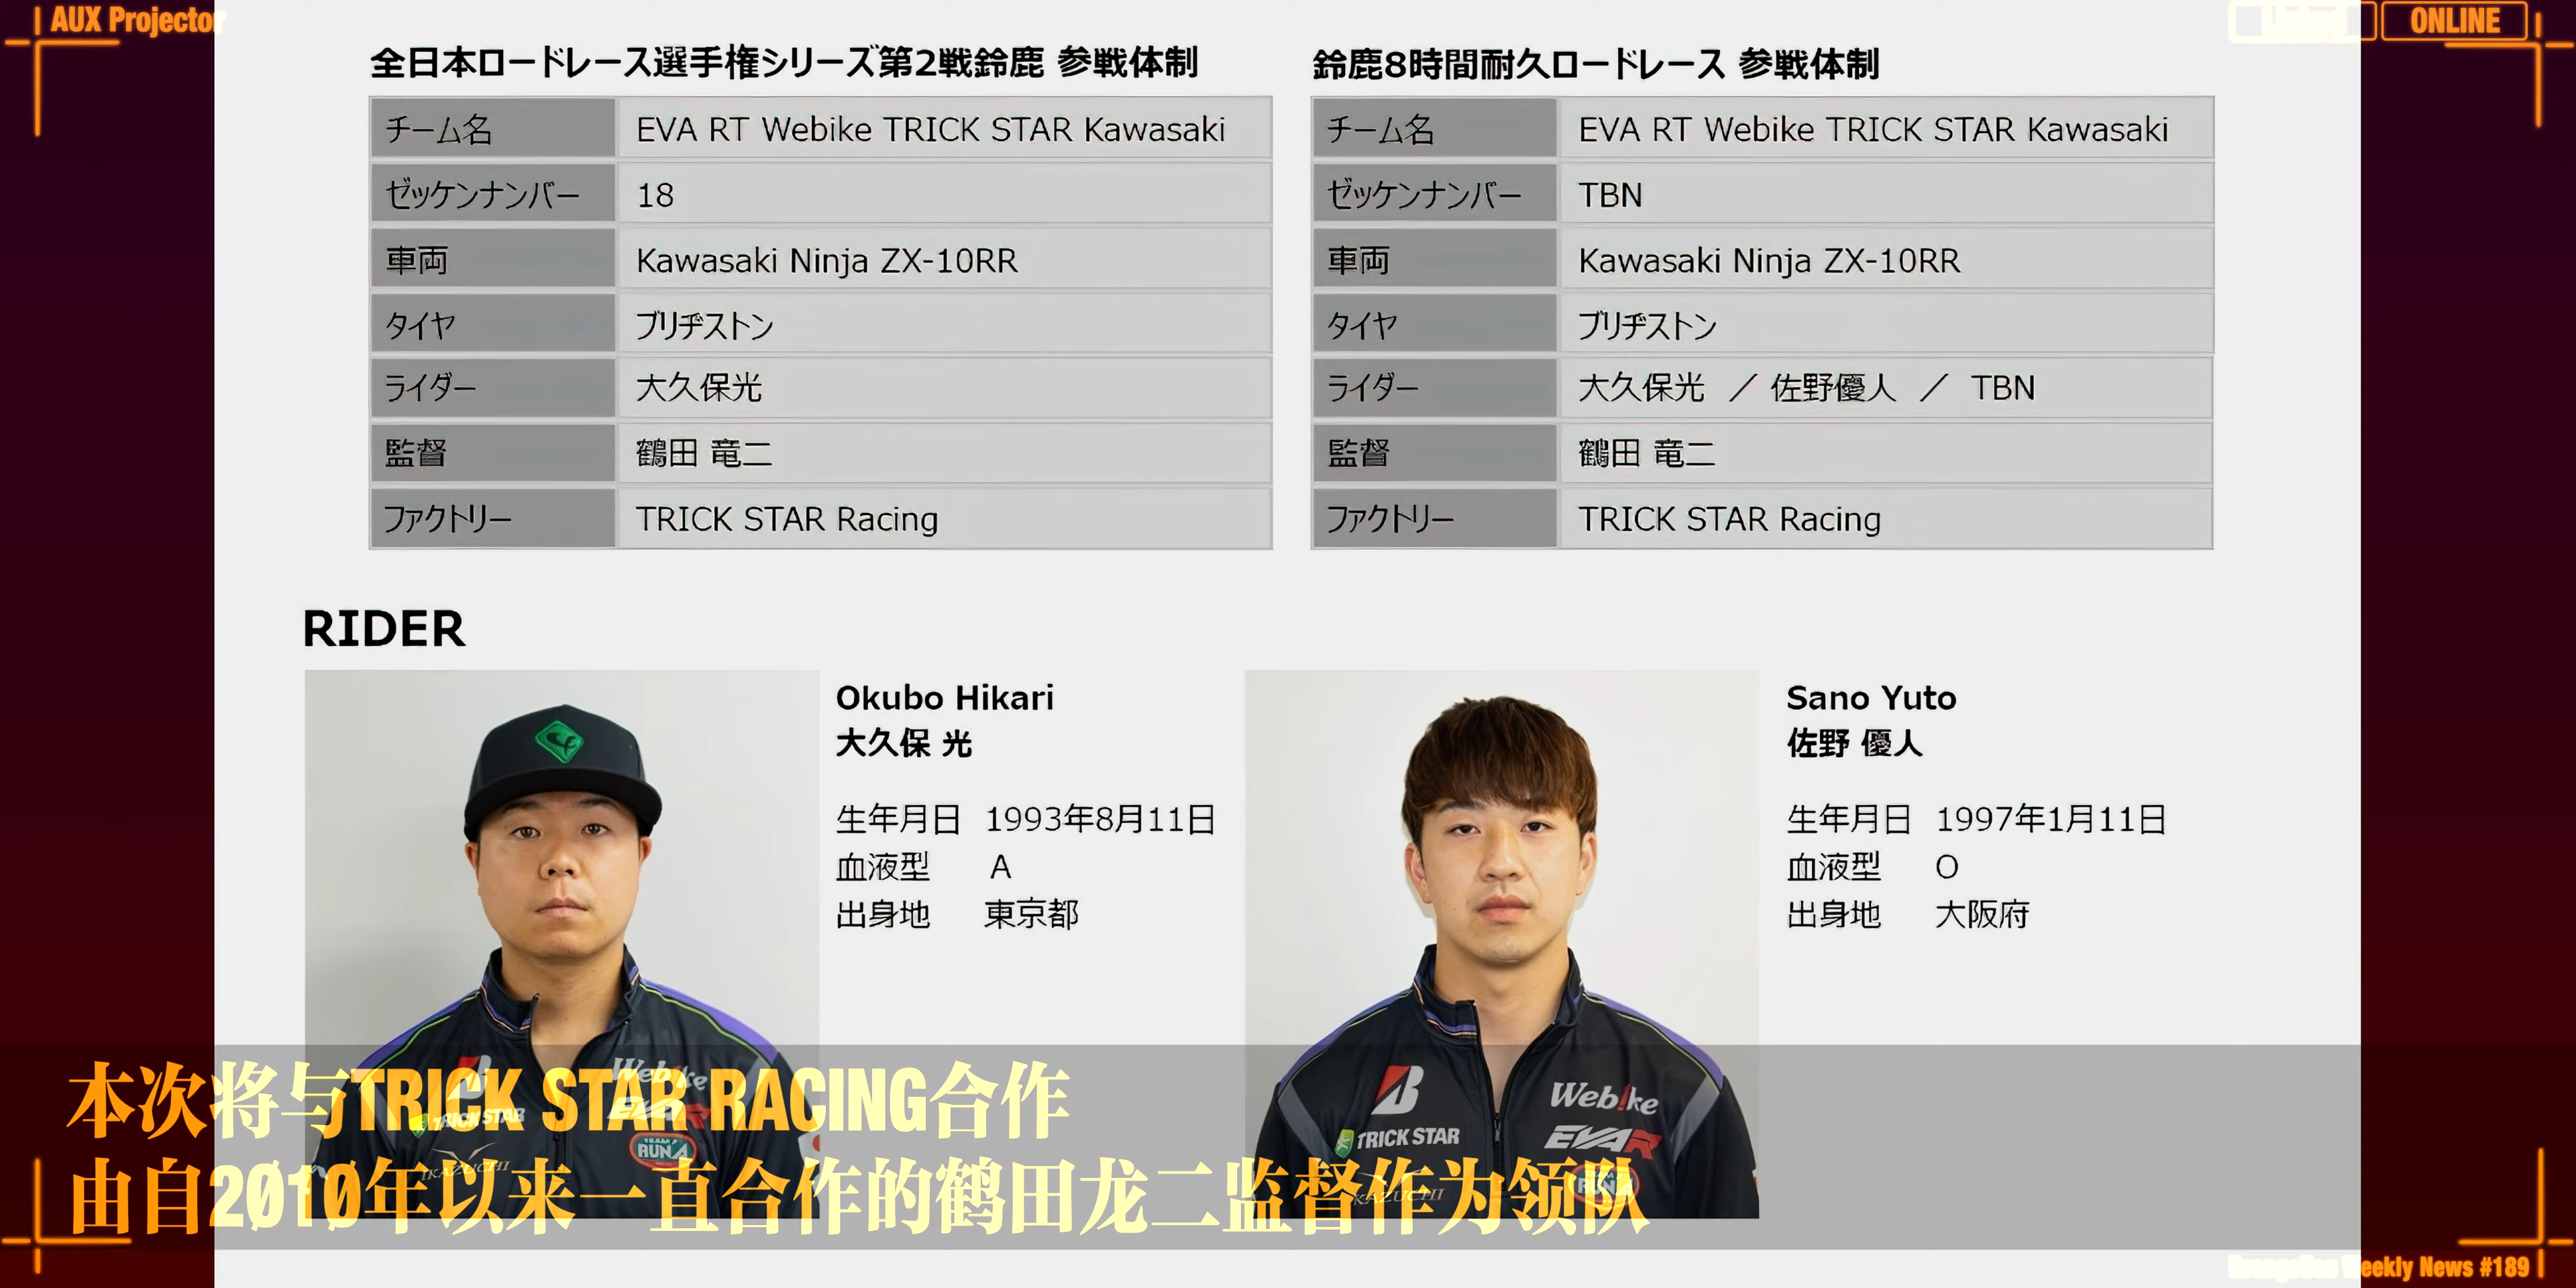 AUX Projector
ONLINE
全日本ロードレース選手権シリーズ第2戦鈴鹿 参戦体制
チーム名 EVA RT Webike TRICK STAR Kawasaki
ゼッケンナンバー 18
車両 Kawasaki Ninja ZX-10RR
タイヤ ブリヂストン
ライダー 大久保光
監督 鶴田 竜二
ファクトリー TRICK STAR Racing
鈴鹿8時間耐久ロードレース 参戦体制
チーム名 EVA RT Webike TRICK STAR Kawasaki
ゼッケンナンバー TBN
車両 Kawasaki Ninja ZX-10RR
タイヤ ブリヂストン
ライダー 大久保光 ／ 佐野優人 ／ TBN
監督 鶴田 竜二
ファクトリー TRICK STAR Racing
RIDER
Okubo Hikari
大久保 光
生年月日 1993年8月11日
血液型 A
出身地 東京都
Sano Yuto
佐野 優人
生年月日 1997年1月11日
血液型 O
出身地 大阪府
Webike
TRICK STAR
RUN
KAZUCHI
B
Webike
TRICK STAR
EVAR
KAZUCHI
本次将与TRICK STAR RACING合作
由自2010年以来一直合作的鹤田龙二监督作为领队
Weekly News #189